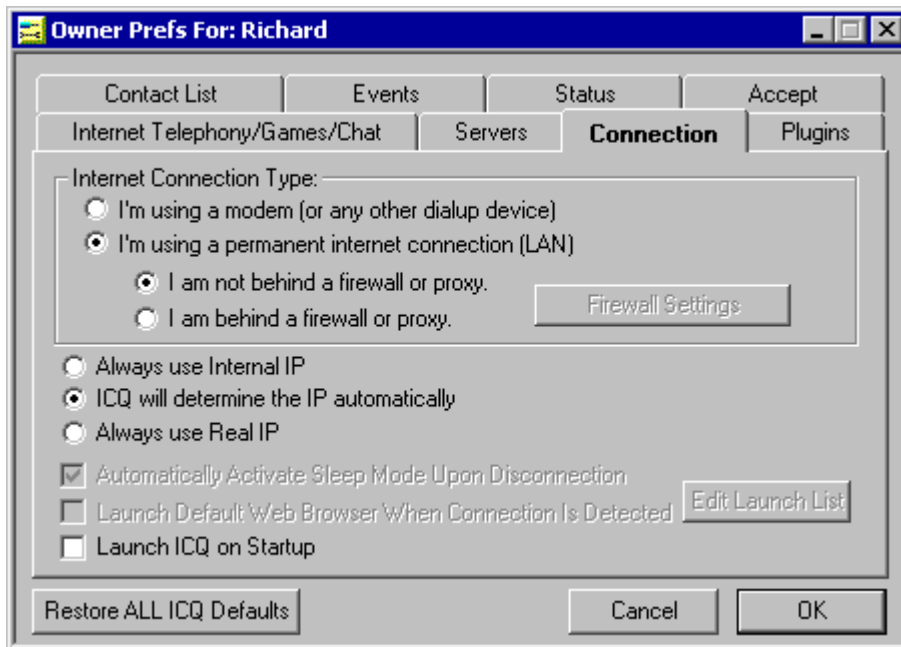 Owner Prefs For: Richard
Contact List Events Status Accept
Internet Telephony/Games/Chat Servers Connection Plugins
Internet Connection Type:
I'm using a modem (or any other dialup device)
I'm using a permanent internet connection (LAN)
I am not behind a firewall or proxy.
I am behind a firewall or proxy.
Firewall Settings
Always use Internal IP
ICQ will determine the IP automatically
Always use Real IP
Automatically Activate Sleep Mode Upon Disconnection
Launch Default Web Browser When Connection Is Detected
Edit Launch List
Launch ICQ on Startup
Restore ALL ICQ Defaults Cancel OK